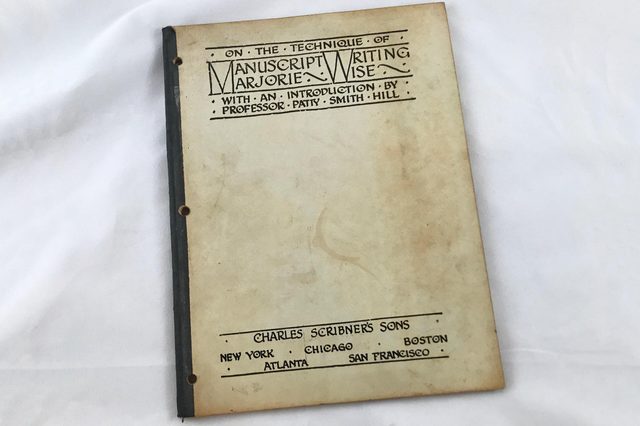 ON · THE · TECHNIQUE · OF
MANUSCRIPT WRITING
MARJORIE WISE
· WITH · AN · INTRODUCTION · BY
· PROFESSOR · PATTY · SMITH · HILL
CHARLES SCRIBNER'S SONS
NEW YORK · CHICAGO · BOSTON
· ATLANTA SAN FRANCISCO ·